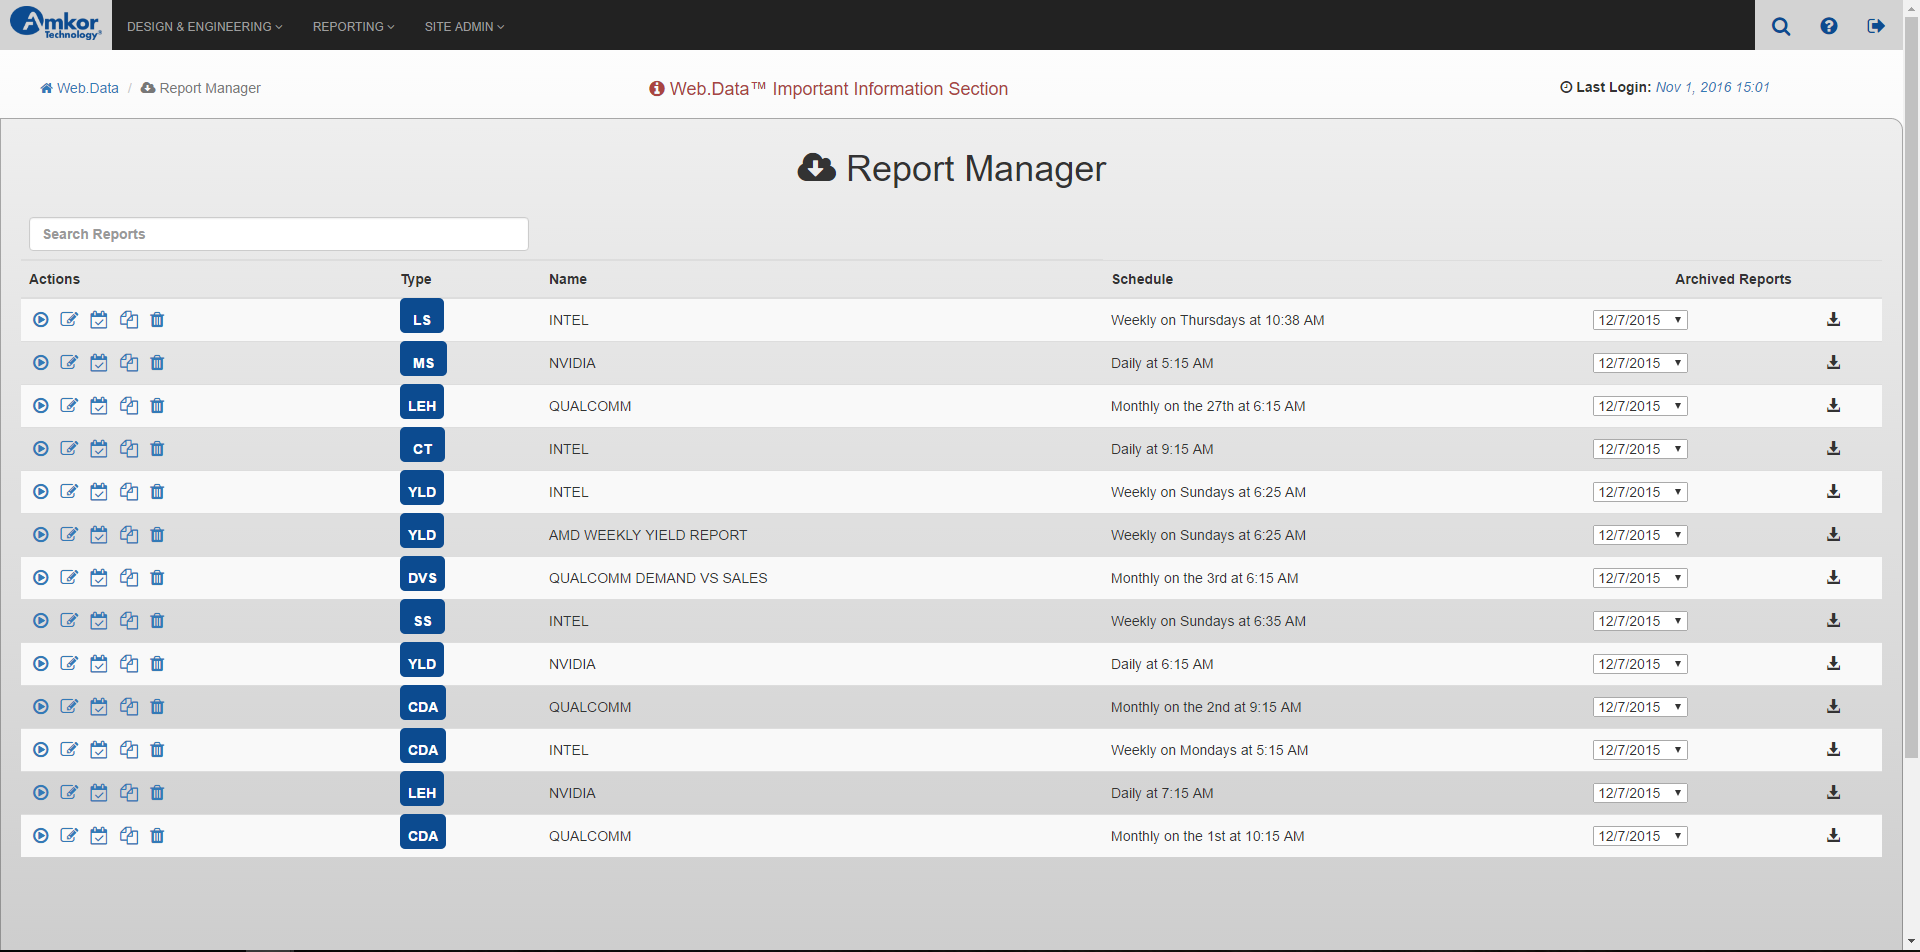 Amkor Technology® DESIGN & ENGINEERING REPORTING SITE ADMIN
Web.Data / Report Manager Web.Data™ Important Information Section Last Login: Nov 1, 2016 15:01
Report Manager
Search Reports
Actions Type Name Schedule Archived Reports
LS INTEL Weekly on Thursdays at 10:38 AM 12/7/2015
MS NVIDIA Daily at 5:15 AM 12/7/2015
LEH QUALCOMM Monthly on the 27th at 6:15 AM 12/7/2015
CT INTEL Daily at 9:15 AM 12/7/2015
YLD INTEL Weekly on Sundays at 6:25 AM 12/7/2015
YLD AMD WEEKLY YIELD REPORT Weekly on Sundays at 6:25 AM 12/7/2015
DVS QUALCOMM DEMAND VS SALES Monthly on the 3rd at 6:15 AM 12/7/2015
SS INTEL Weekly on Sundays at 6:35 AM 12/7/2015
YLD NVIDIA Daily at 6:15 AM 12/7/2015
CDA QUALCOMM Monthly on the 2nd at 9:15 AM 12/7/2015
CDA INTEL Weekly on Mondays at 5:15 AM 12/7/2015
LEH NVIDIA Daily at 7:15 AM 12/7/2015
CDA QUALCOMM Monthly on the 1st at 10:15 AM 12/7/2015